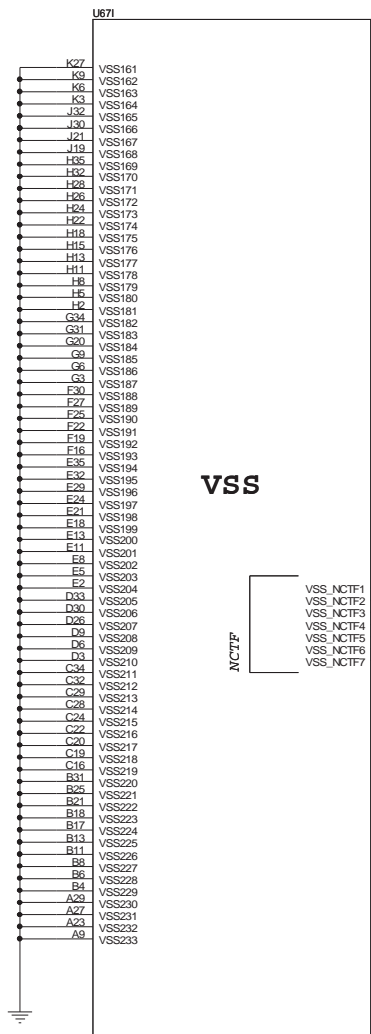 U67I
K27 VSS161
K9 VSS162
K6 VSS163
K3 VSS164
J32 VSS165
J30 VSS166
J21 VSS167
J19 VSS168
H35 VSS169
H32 VSS170
H28 VSS171
H26 VSS172
H24 VSS173
H22 VSS174
H18 VSS175
H15 VSS176
H13 VSS177
H11 VSS178
H8 VSS179
H5 VSS180
H2 VSS181
G34 VSS182
G31 VSS183
G20 VSS184
G9 VSS185
G6 VSS186
G3 VSS187
F30 VSS188
F27 VSS189
F25 VSS190
F22 VSS191
F19 VSS192
F16 VSS193
E35 VSS194
E32 VSS195
E29 VSS196
E24 VSS197
E21 VSS198
E18 VSS199
E13 VSS200
E11 VSS201
E8 VSS202
E5 VSS203
E2 VSS204
D33 VSS205
D30 VSS206
D26 VSS207
D9 VSS208
D6 VSS209
D3 VSS210
C34 VSS211
C32 VSS212
C29 VSS213
C28 VSS214
C24 VSS215
C22 VSS216
C20 VSS217
C19 VSS218
C16 VSS219
B31 VSS220
B25 VSS221
B21 VSS222
B18 VSS223
B17 VSS224
B13 VSS225
B11 VSS226
B8 VSS227
B6 VSS228
B4 VSS229
A29 VSS230
A27 VSS231
A23 VSS232
A9 VSS233
VSS
NCTF
VSS_NCTF1
VSS_NCTF2
VSS_NCTF3
VSS_NCTF4
VSS_NCTF5
VSS_NCTF6
VSS_NCTF7